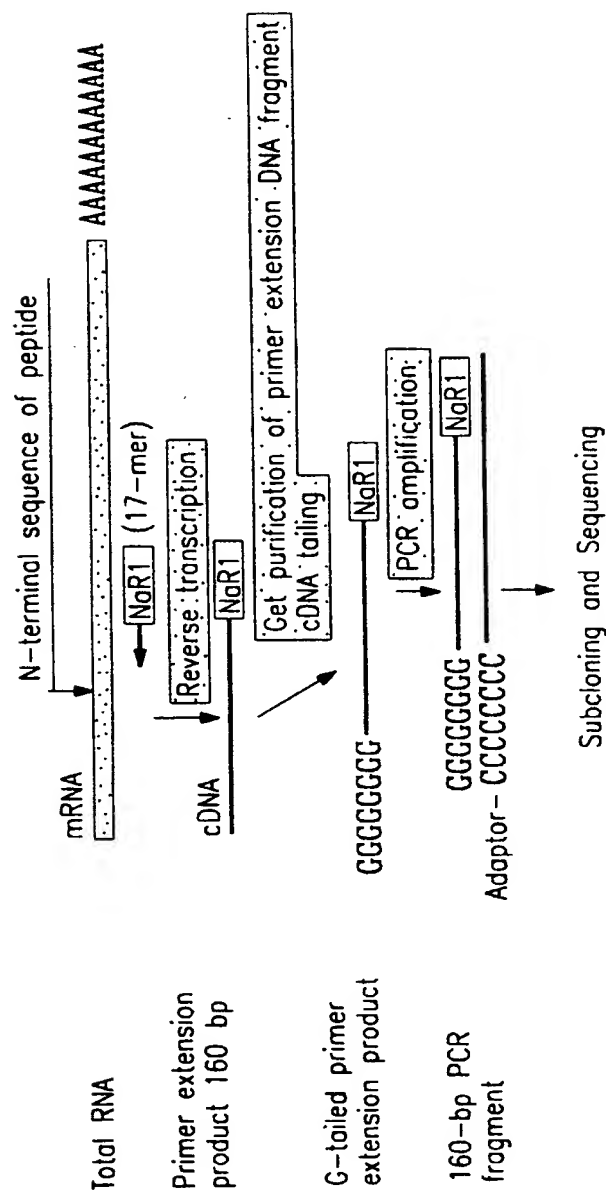 N-terminal sequence of peptide
mRNA
Total RNA
AAAAAAAAAAAA
NaR1 (17-mer)
Reverse transcription
Primer extension
product 160 bp
cDNA
NaR1
Get purification of primer extension DNA fragment
cDNA tailing
G-tailed primer
extension product
GGGGGGGG
NaR1
PCR amplification
160-bp PCR
fragment
GGGGGGGG
NaR1
Adaptor-CCCCCCCC
Subcloning and Sequencing